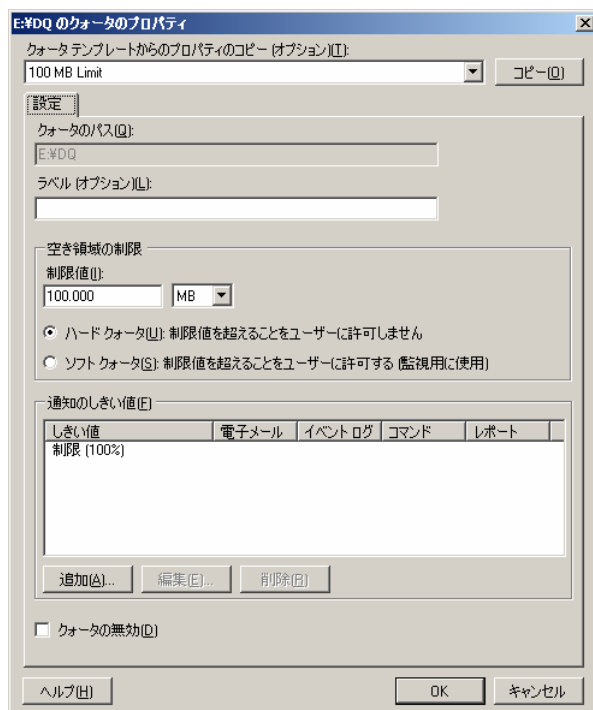 E:¥DQ のクォータのプロパティ
クォータ テンプレートからのプロパティのコピー (オプション)(T):
100 MB Limit
コピー(O)
設定
クォータのパス(Q):
E:¥DQ
ラベル (オプション)(L):
空き領域の制限
制限値(I):
100.000 MB
ハード クォータ(U): 制限値を超えることをユーザーに許可しません
ソフト クォータ(S): 制限値を超えることをユーザーに許可する (監視用に使用)
通知のしきい値(F)
しきい値 電子メール イベント ログ コマンド レポート
制限 (100%)
追加(A)... 編集(E)... 削除(R)
クォータの無効(D)
ヘルプ(H) OK キャンセル